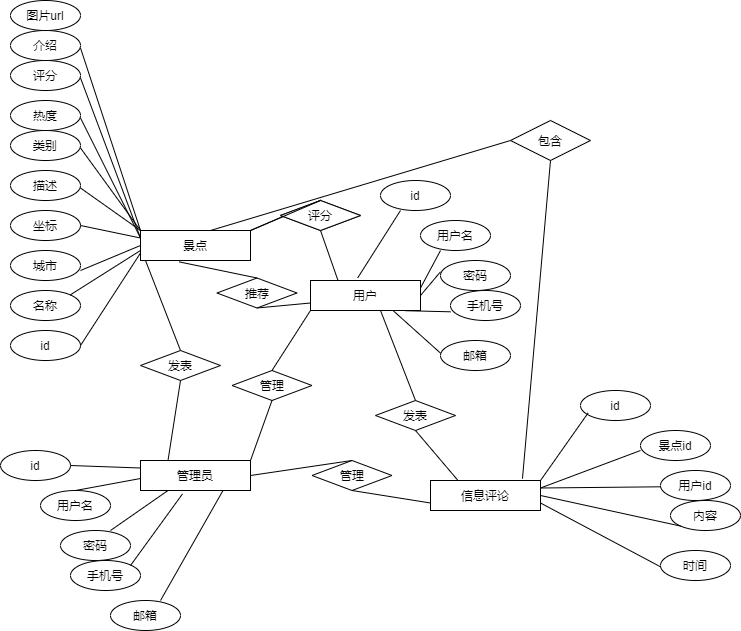 图片url
介绍
评分
热度
类别
描述
坐标
城市
名称
id
包含
景点
评分
id
用户名
密码
手机号
邮箱
推荐
用户
发表
管理
发表
id
景点id
用户id
内容
时间
id
用户名
密码
手机号
邮箱
管理员
管理
信息评论